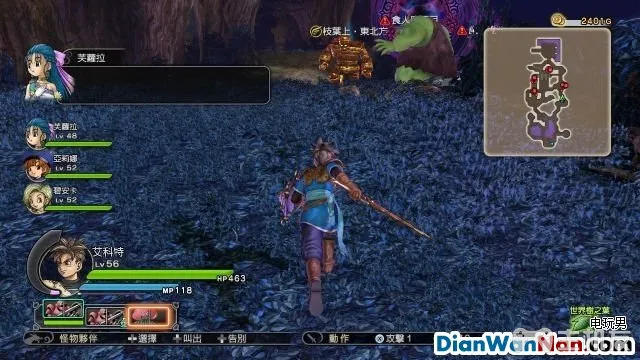 芙蘿拉
枝葉上・東北方
食人
2401G
芙蘿拉
Lv 48
亞莉娜
Lv 52
碧安卡
Lv 52
艾科特
Lv 56
HP463
MP118
怪物夥伴 選擇 叫出 告別
動作 攻擊1
世界樹之葉
电玩男
DianWanNan.com